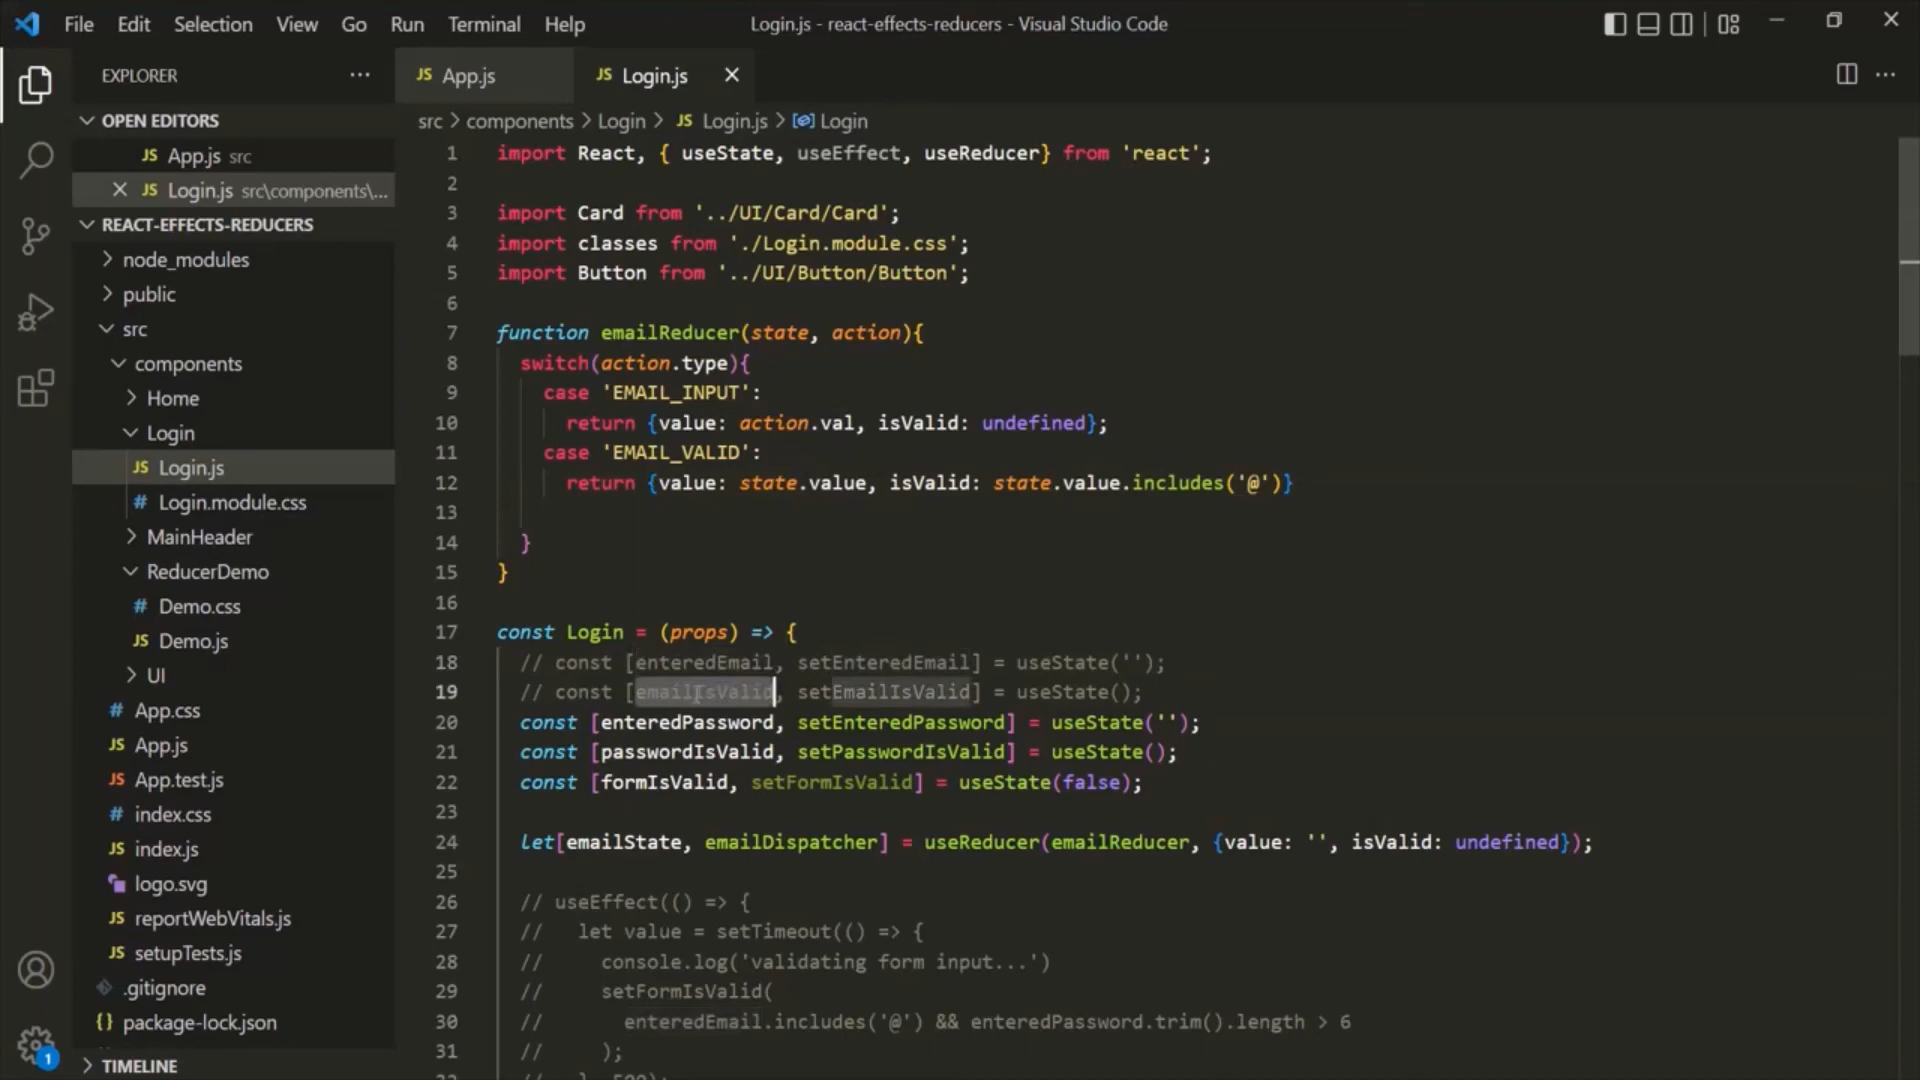 File Edit Selection View Go Run Terminal Help
Login.js - react-effects-reducers - Visual Studio Code
EXPLORER
OPEN EDITORS
JS App.js src
JS Login.js src\components\...
REACT-EFFECTS-REDUCERS
node_modules
public
src
components
Home
Login
JS Login.js
# Login.module.css
MainHeader
ReducerDemo
# Demo.css
JS Demo.js
UI
# App.css
JS App.js
JS App.test.js
# index.css
JS index.js
logo.svg
JS reportWebVitals.js
JS setupTests.js
.gitignore
{} package-lock.json
TIMELINE
1
JS App.js
JS Login.js
src > components > Login > JS Login.js > Login
1 import React, { useState, useEffect, useReducer} from 'react';
2
3 import Card from '../UI/Card/Card';
4 import classes from './Login.module.css';
5 import Button from '../UI/Button/Button';
6
7 function emailReducer(state, action){
8 switch(action.type){
9 case 'EMAIL_INPUT':
10 return {value: action.val, isValid: undefined};
11 case 'EMAIL_VALID':
12 return {value: state.value, isValid: state.value.includes('@')}
13
14 }
15 }
16
17 const Login = (props) => {
18 // const [enteredEmail, setEnteredEmail] = useState('');
19 // const [emailIsValid, setEmailIsValid] = useState();
20 const [enteredPassword, setEnteredPassword] = useState('');
21 const [passwordIsValid, setPasswordIsValid] = useState();
22 const [formIsValid, setFormIsValid] = useState(false);
23
24 let[emailState, emailDispatcher] = useReducer(emailReducer, {value: '', isValid: undefined});
25
26 // useEffect(() => {
27 // let value = setTimeout(() => {
28 // console.log('validating form input...')
29 // setFormIsValid(
30 // enteredEmail.includes('@') && enteredPassword.trim().length > 6
31 // );